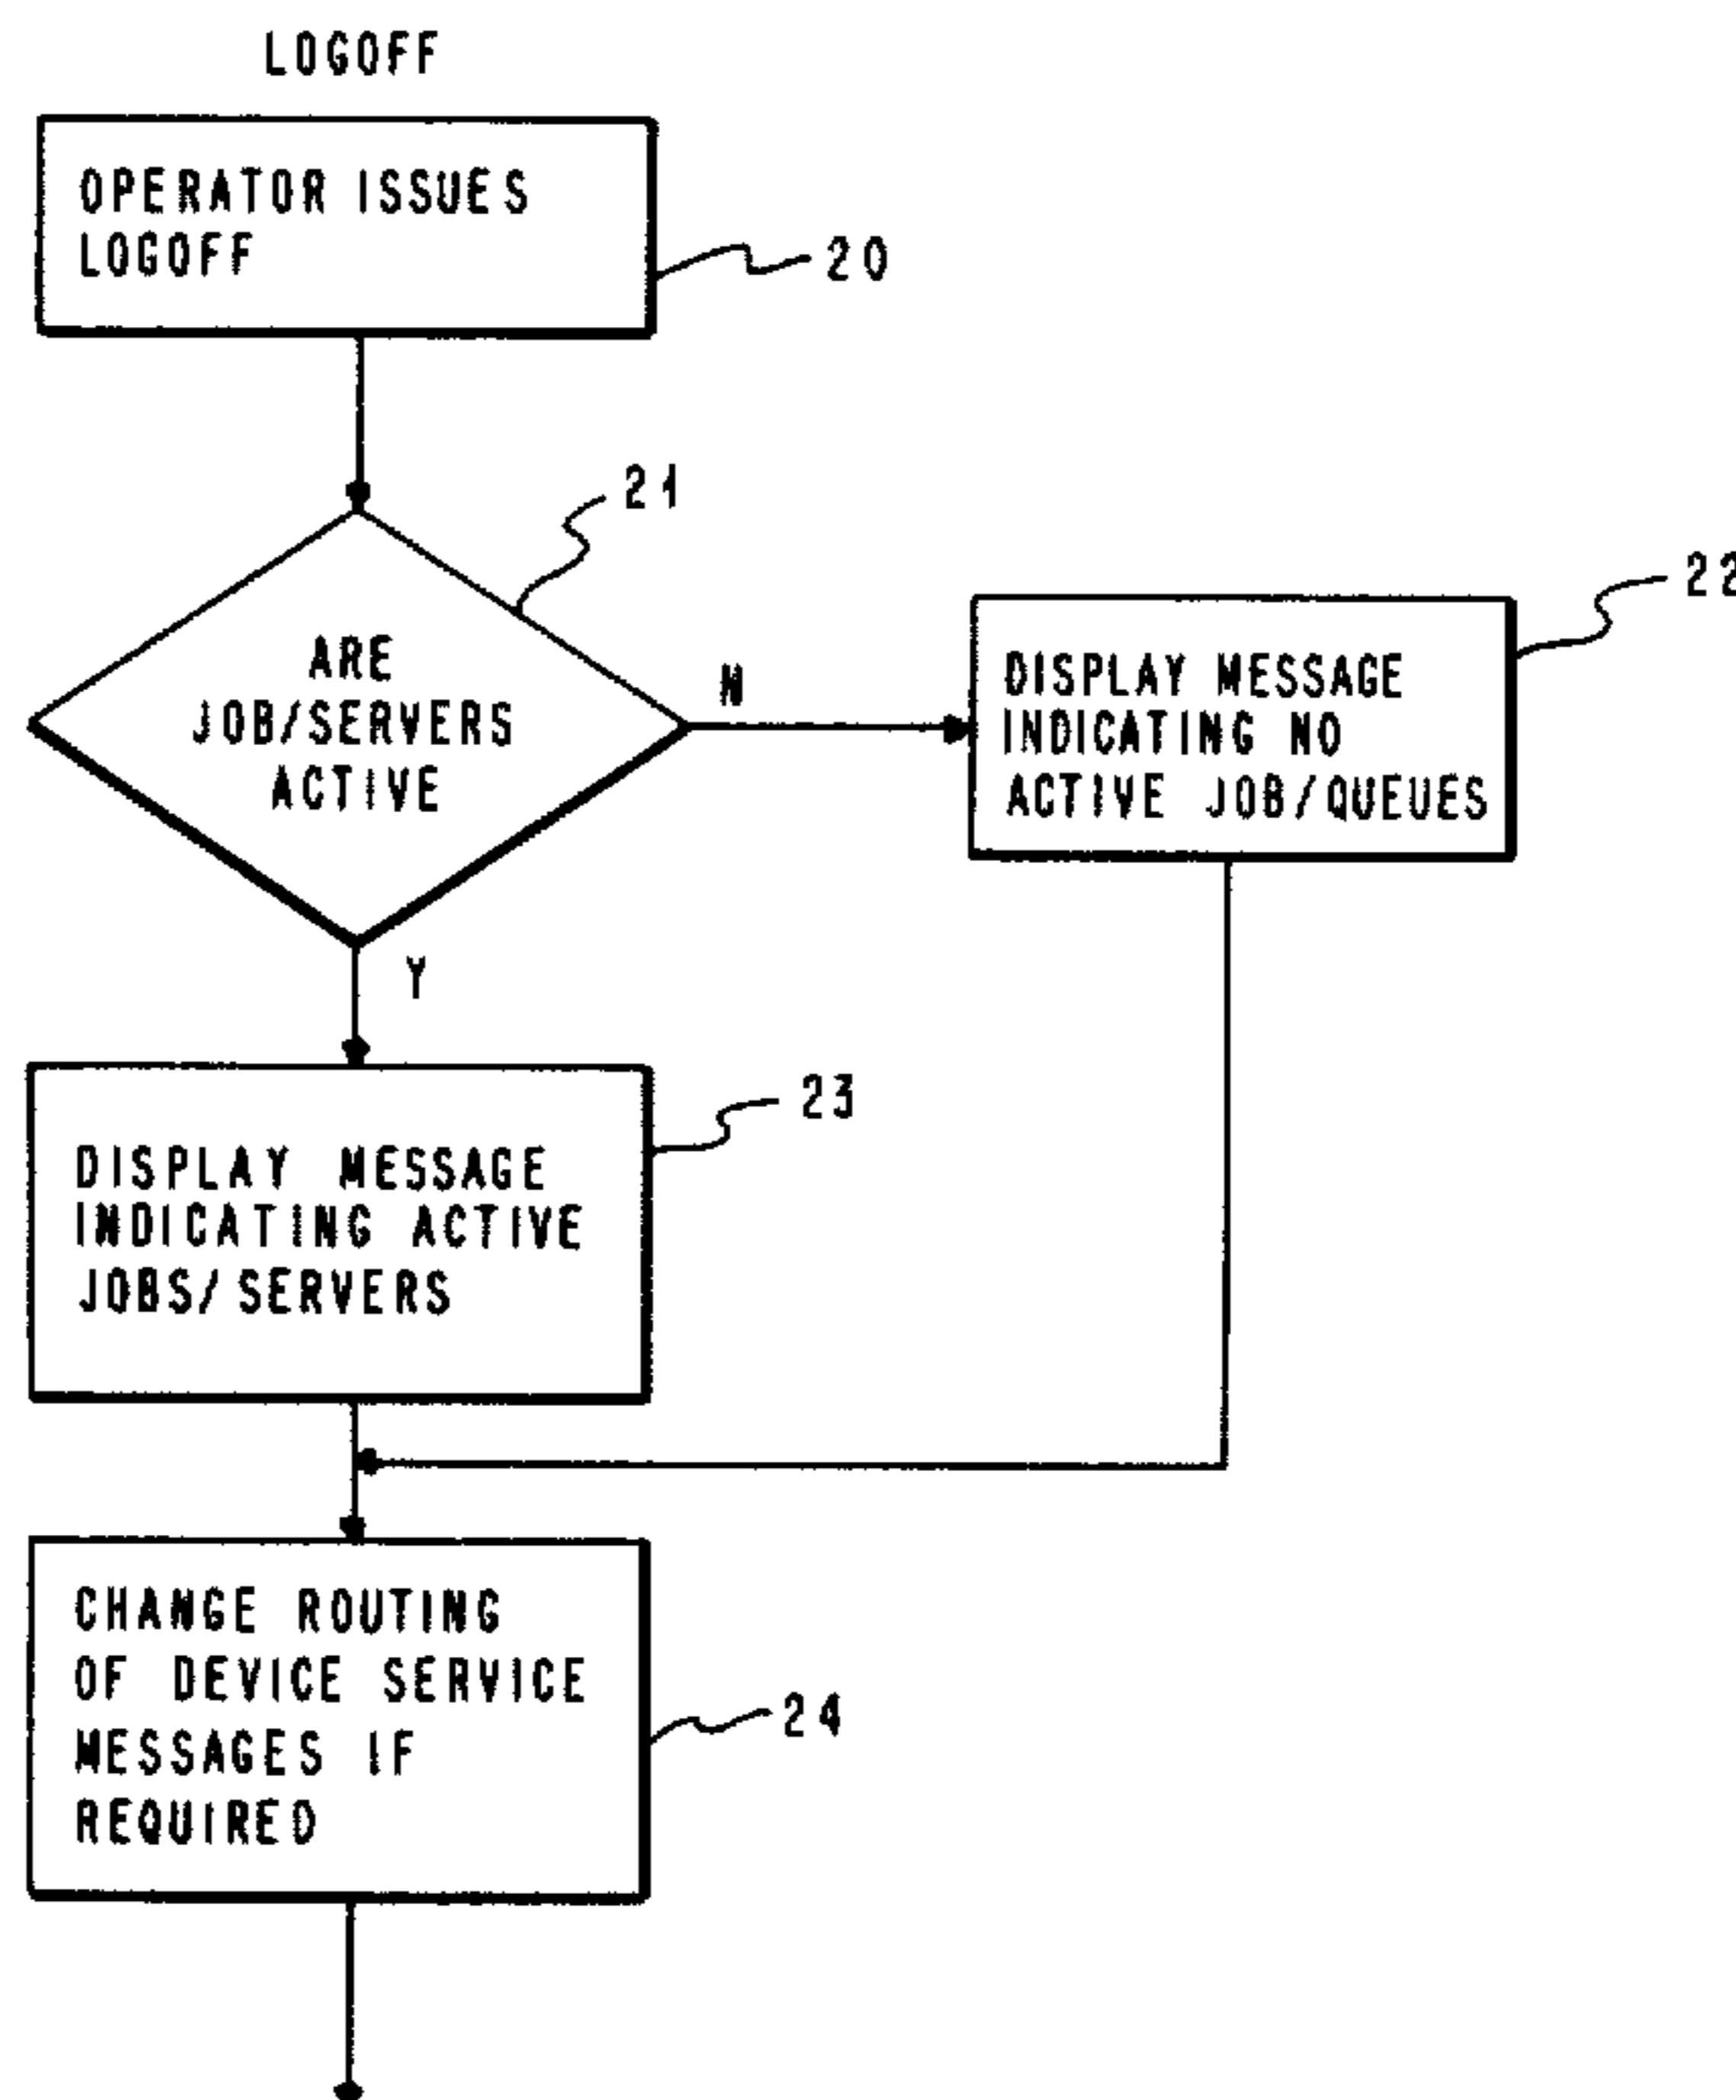 LOGOFF
OPERATOR ISSUES
LOGOFF
20
21
ARE
JOB/SERVERS
ACTIVE
N
22
DISPLAY MESSAGE
INDICATING NO
ACTIVE JOB/QUEUES
Y
23
DISPLAY MESSAGE
INDICATING ACTIVE
JOBS/SERVERS
CHANGE ROUTING
OF DEVICE SERVICE
MESSAGES IF
REQUIRED
24